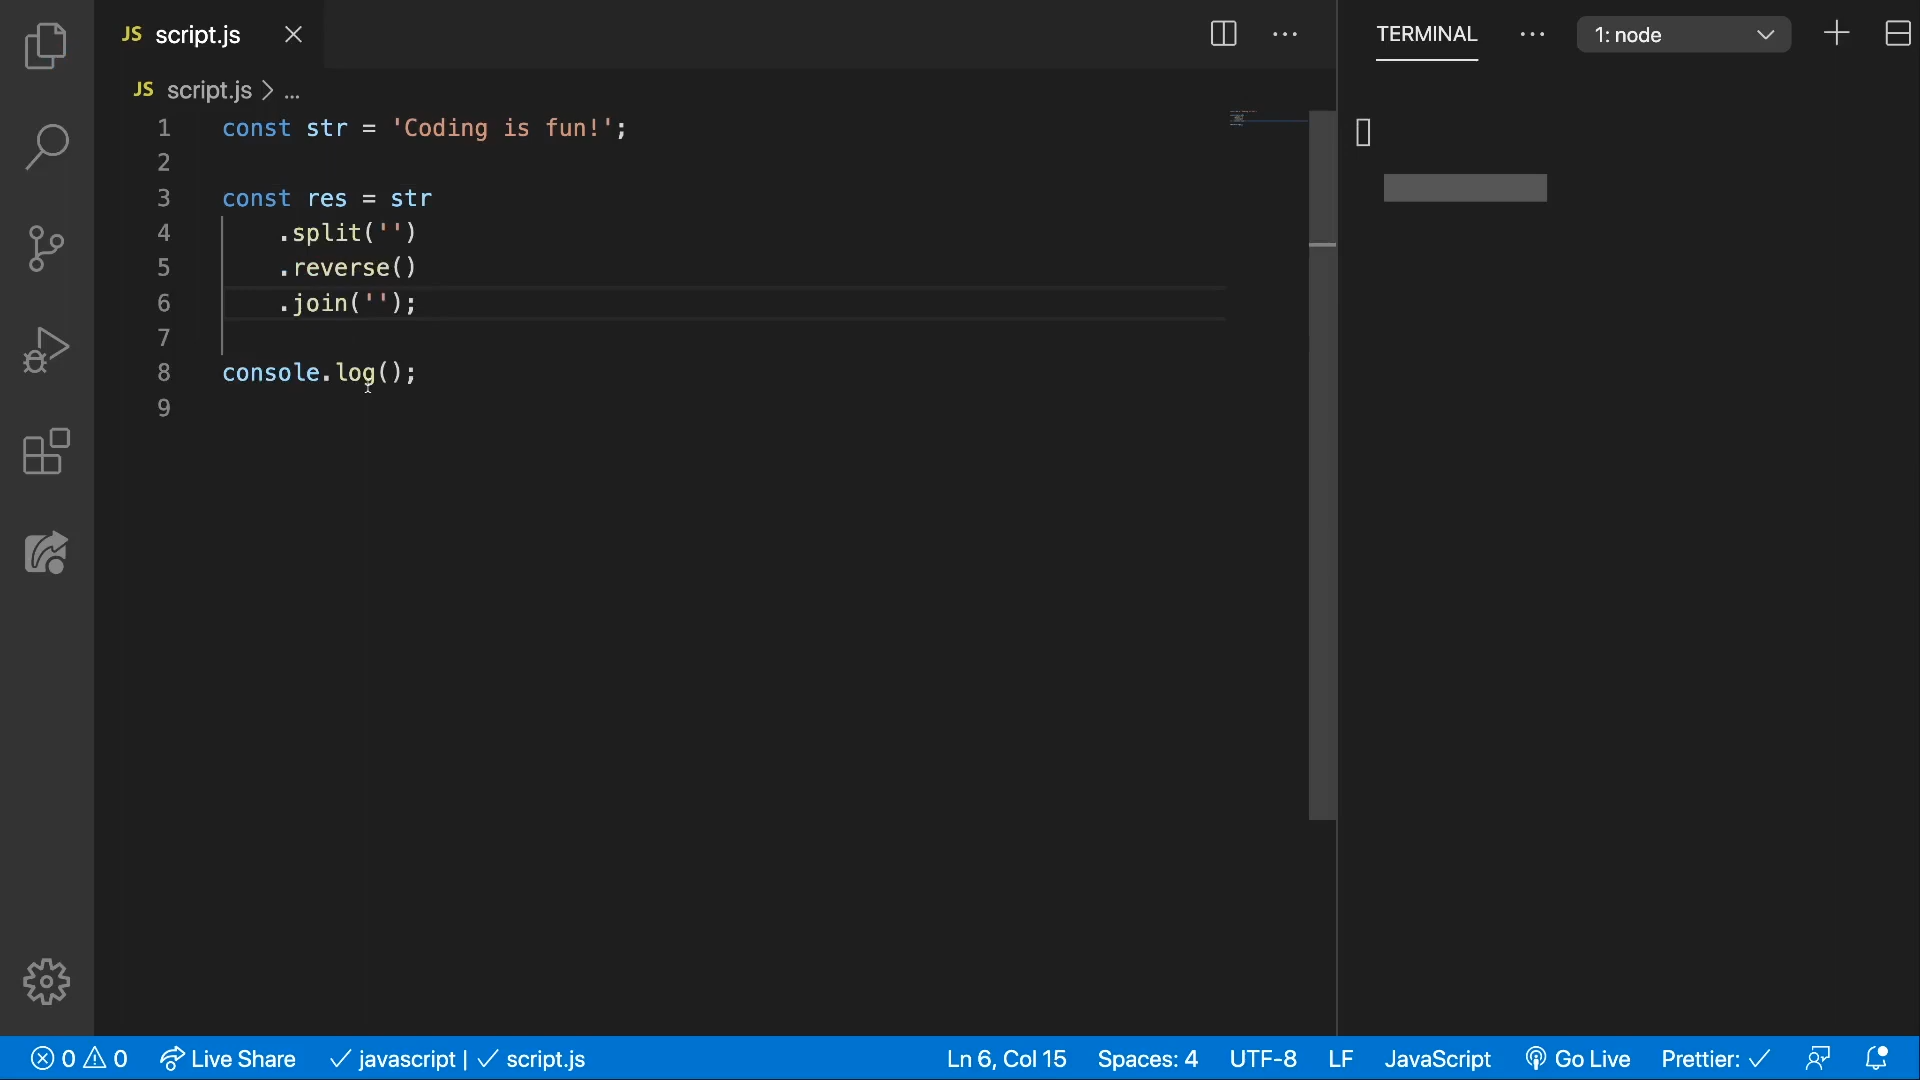 JS script.js
TERMINAL ... 1: node
JS script.js > ...
1 const str = 'Coding is fun!';
2
3 const res = str
4 .split('')
5 .reverse()
6 .join('');
7
8 console.log();
9
0 0 Live Share javascript | script.js Ln 6, Col 15 Spaces: 4 UTF-8 LF JavaScript Go Live Prettier: